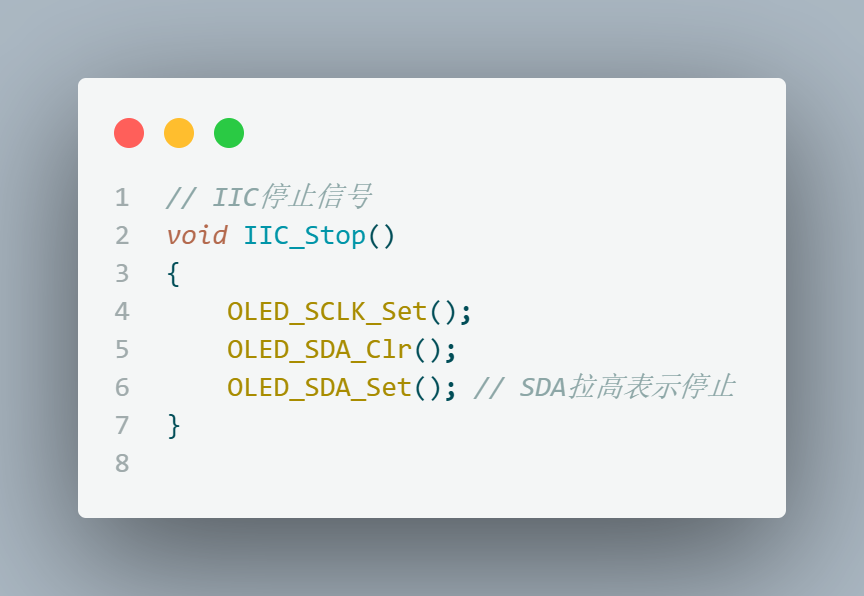 1 // IIC停止信号
2 void IIC_Stop()
3 {
4     OLED_SCLK_Set();
5     OLED_SDA_Clr();
6     OLED_SDA_Set(); // SDA拉高表示停止
7 }
8